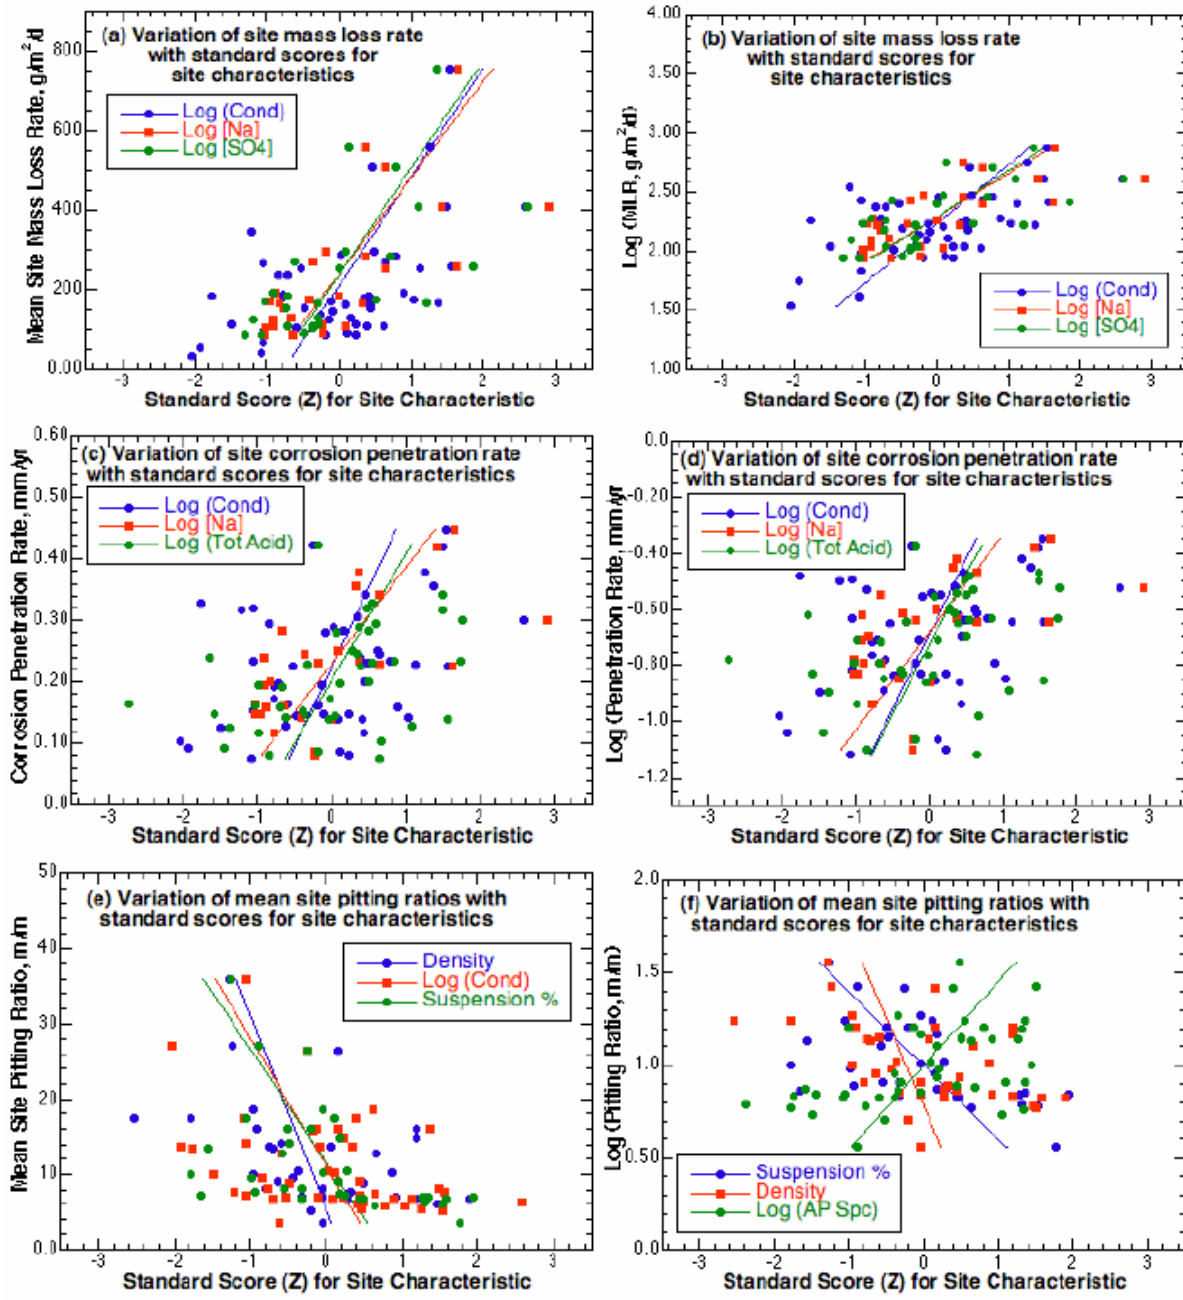 (a) Variation of site mass loss rate
with standard scores for
site characteristics
Log (Cond)
Log [Na]
Log [SO4]
Mean Site Mass Loss Rate, g/m²/d
800
600
400
200
0.00
-3 -2 -1 0 1 2 3
Standard Score (Z) for Site Characteristic
(b) Variation of site mass loss rate
with standard scores for
site characteristics
Log (Cond)
Log [Na]
Log [SO4]
Log (MLR, g/m²/d)
4.00
3.50
3.00
2.50
2.00
1.50
1.00
-3 -2 -1 0 1 2 3
Standard Score (Z) for Site Characteristic
(c) Variation of site corrosion penetration rate
with standard scores for site characteristics
Log (Cond)
Log [Na]
Log (Tot Acid)
Corrosion Penetration Rate, mm/yr
0.60
0.50
0.40
0.30
0.20
0.10
0.0
-3 -2 -1 0 1 2 3
Standard Score (Z) for Site Characteristic
(d) Variation of site corrosion penetration rate
with standard scores for site characteristics
Log (Cond)
Log [Na]
Log (Tot Acid)
Log (Penetration Rate, mm/yr
0.0
-0.20
-0.40
-0.60
-0.80
-1.0
-1.2
-3 -2 -1 0 1 2 3
Standard Score (Z) for Site Characteristic
(e) Variation of mean site pitting ratios with
standard scores for site characteristics
Density
Log (Cond)
Suspension %
Mean Site Pitting Ratio, m/m
50
40
30
20
10
0.0
-3 -2 -1 0 1 2 3
Standard Score (Z) for Site Characteristic
(f) Variation of mean site pitting ratios with
standard scores for site characteristics
Suspension %
Density
Log (AP Spc)
Log (Pitting Ratio, m/m)
2.0
1.5
1.0
0.50
0.0
-3 -2 -1 0 1 2 3
Standard Score (Z) for Site Characteristic